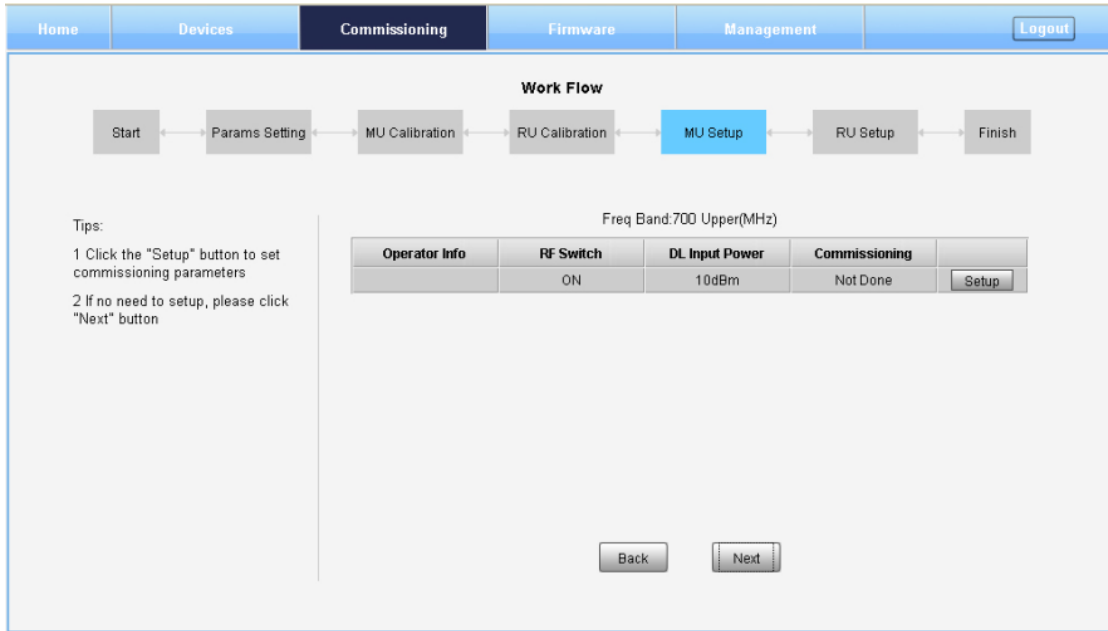 Home Devices Commissioning Firmware Management Logout
Work Flow
Start Params Setting MU Calibration RU Calibration MU Setup RU Setup Finish
Tips:
1 Click the "Setup" button to set
commissioning parameters
2 If no need to setup, please click
"Next" button
Freq Band:700 Upper(MHz)
Operator Info RF Switch DL Input Power Commissioning
ON 10dBm Not Done Setup
Back Next